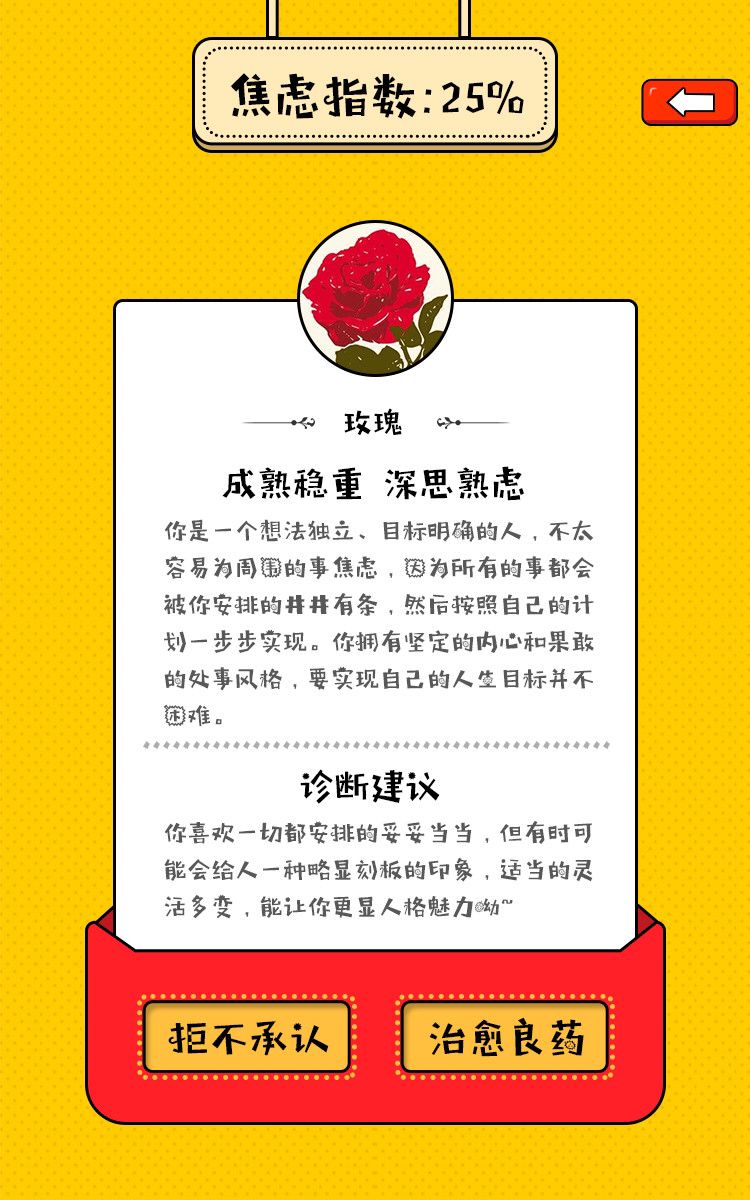 焦虑指数:25%
玫瑰
成熟稳重 深思熟虑
你是一个想法独立、目标明确的人，不太
容易为周围的事焦虑，因为所有的事都会
被你安排的井井有条，然后按照自己的计
划一步步实现。你拥有坚定的内心和果敢
的处事风格，要实现自己的人生目标并不
困难。
诊断建议
你喜欢一切都安排的妥妥当当，但有时可
能会给人一种略显刻板的印象，适当的灵
活多变，能让你更显人格魅力呦~
拒不承认
治愈良药